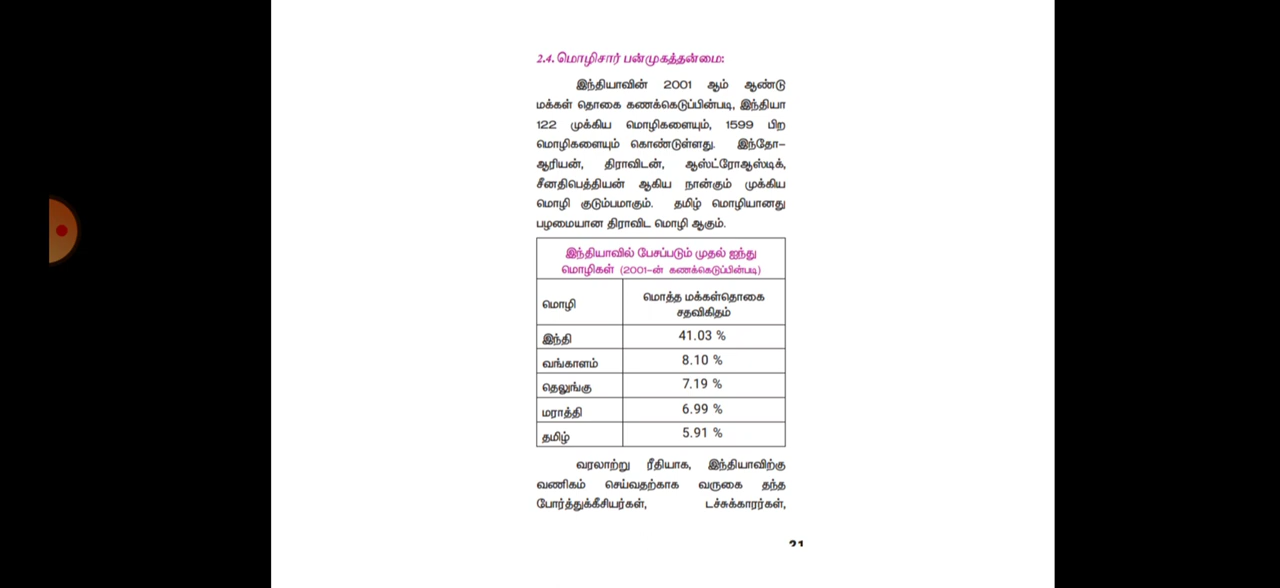 2.4. மொழிசார் பன்முகத்தன்மை:
இந்தியாவின் 2001 ஆம் ஆண்டு
மக்கள் தொகை கணக்கெடுப்பின்படி, இந்தியா
122 முக்கிய மொழிகளையும், 1599 பிற
மொழிகளையும் கொண்டுள்ளது. இந்தோ-
ஆரியன், திராவிடன், ஆஸ்ட்ரோஆஸ்டிக்,
சீனதிபெத்தியன் ஆகிய நான்கும் முக்கிய
மொழி குடும்பமாகும். தமிழ் மொழியானது
பழமையான திராவிட மொழி ஆகும்.
இந்தியாவில் பேசப்படும் முதல் ஐந்து
மொழிகள் (2001-ன் கணக்கெடுப்பின்படி)
மொழி மொத்த மக்கள்தொகை
சதவிகிதம்
இந்தி 41.03 %
வங்காளம் 8.10 %
தெலுங்கு 7.19 %
மராத்தி 6.99 %
தமிழ் 5.91 %
வரலாற்று ரீதியாக, இந்தியாவிற்கு
வணிகம் செய்வதற்காக வருகை தந்த
போர்த்துக்கீசியர்கள், டச்சுக்காரர்கள்,
21